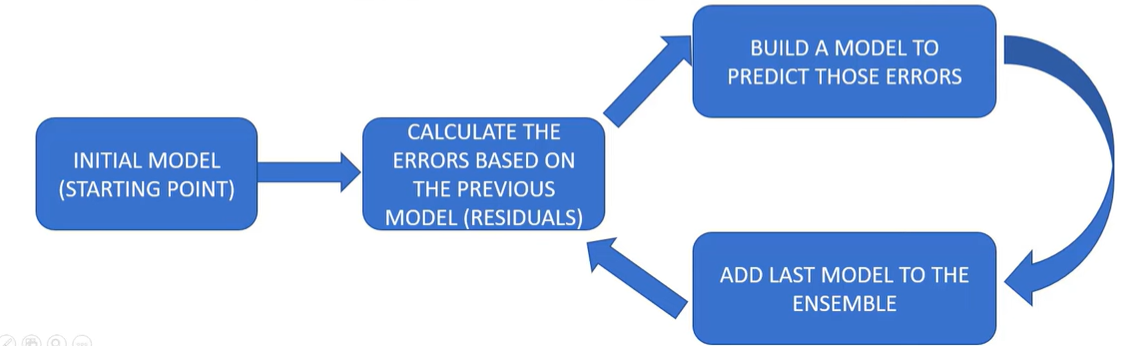 INITIAL MODEL
(STARTING POINT)
CALCULATE THE
ERRORS BASED ON
THE PREVIOUS
MODEL (RESIDUALS)
BUILD A MODEL TO
PREDICT THOSE ERRORS
ADD LAST MODEL TO THE
ENSEMBLE